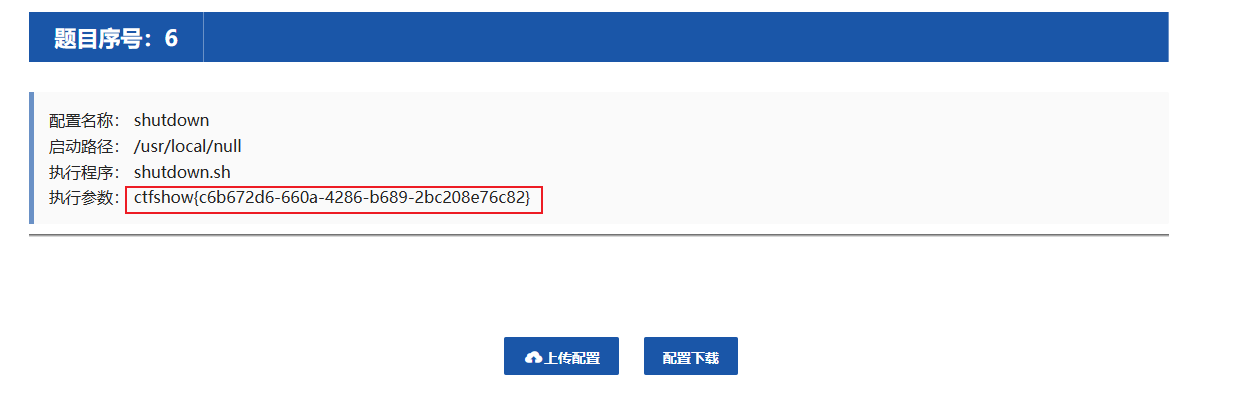 题目序号：6
配置名称： shutdown
启动路径： /usr/local/null
执行程序： shutdown.sh
执行参数： ctfshow{c6b672d6-660a-4286-b689-2bc208e76c82}
上传配置 配置下载